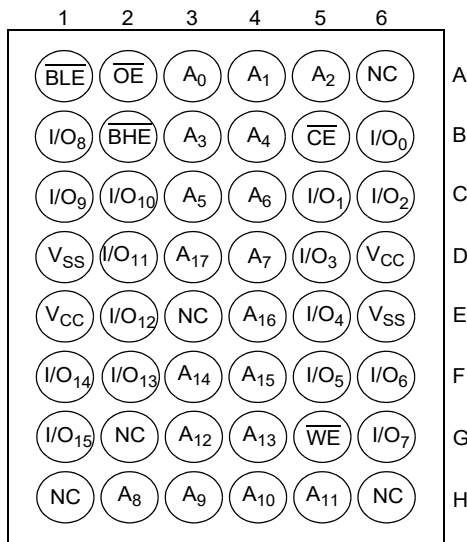 1 2 3 4 5 6
BLE OE A0 A1 A2 NC A
I/O8 BHE A3 A4 CE I/O0 B
I/O9 I/O10 A5 A6 I/O1 I/O2 C
VSS I/O11 A17 A7 I/O3 VCC D
VCC I/O12 NC A16 I/O4 VSS E
I/O14 I/O13 A14 A15 I/O5 I/O6 F
I/O15 NC A12 A13 WE I/O7 G
NC A8 A9 A10 A11 NC H